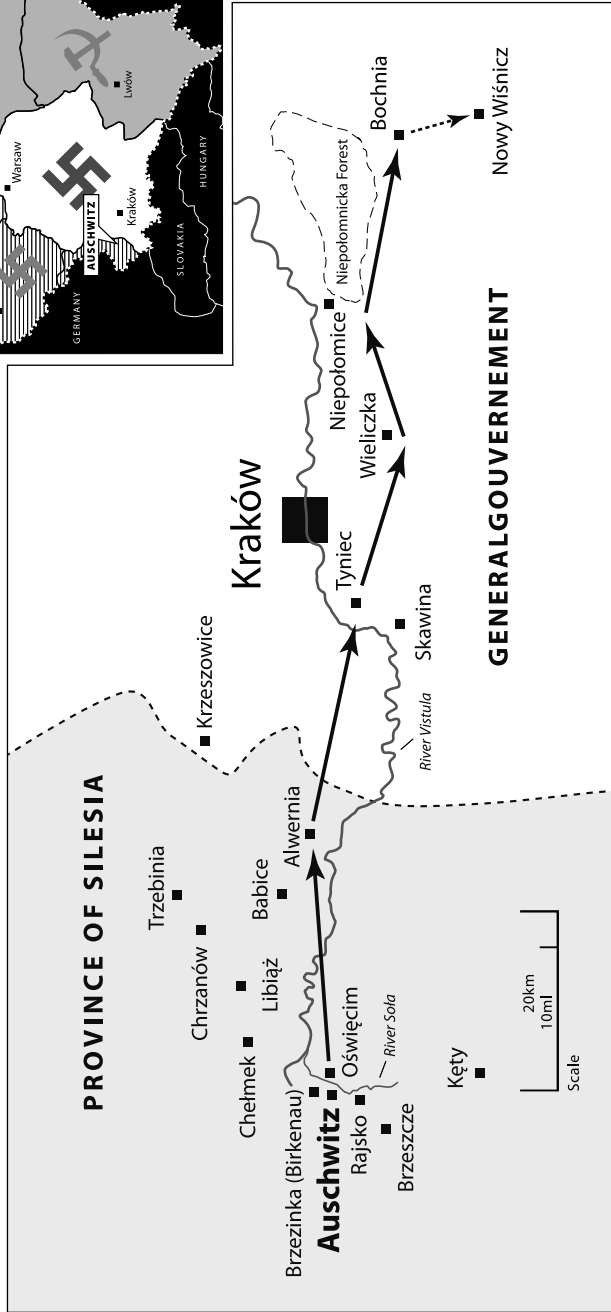 PROVINCE OF SILESIA
Trzebinia
Krzeszowice
Chrzanów
Kraków
Chełmek
Libiąż
Babice
Alwernia
Brzezinka (Birkenau)
Auschwitz
Oświęcim
Rajsko
River Soła
Brzeszcze
Kęty
River Vistula
Tyniec
Skawina
Niepołomice
Wieliczka
Niepołomnicka Forest
Bochnia
Nowy Wiśnicz
GENERALGOUVERNEMENT
20km
10ml
Scale
Warsaw
Lwów
AUSCHWITZ
Kraków
GERMANY
SLOVAKIA
HUNGARY